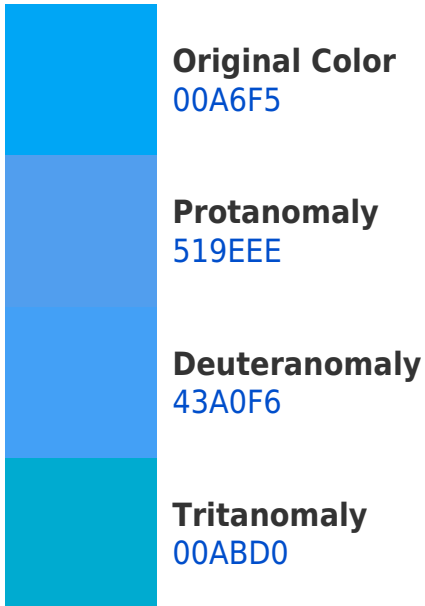 Original Color
00A6F5
Protanomaly
519EEE
Deuteranomaly
43A0F6
Tritanomaly
00ABD0